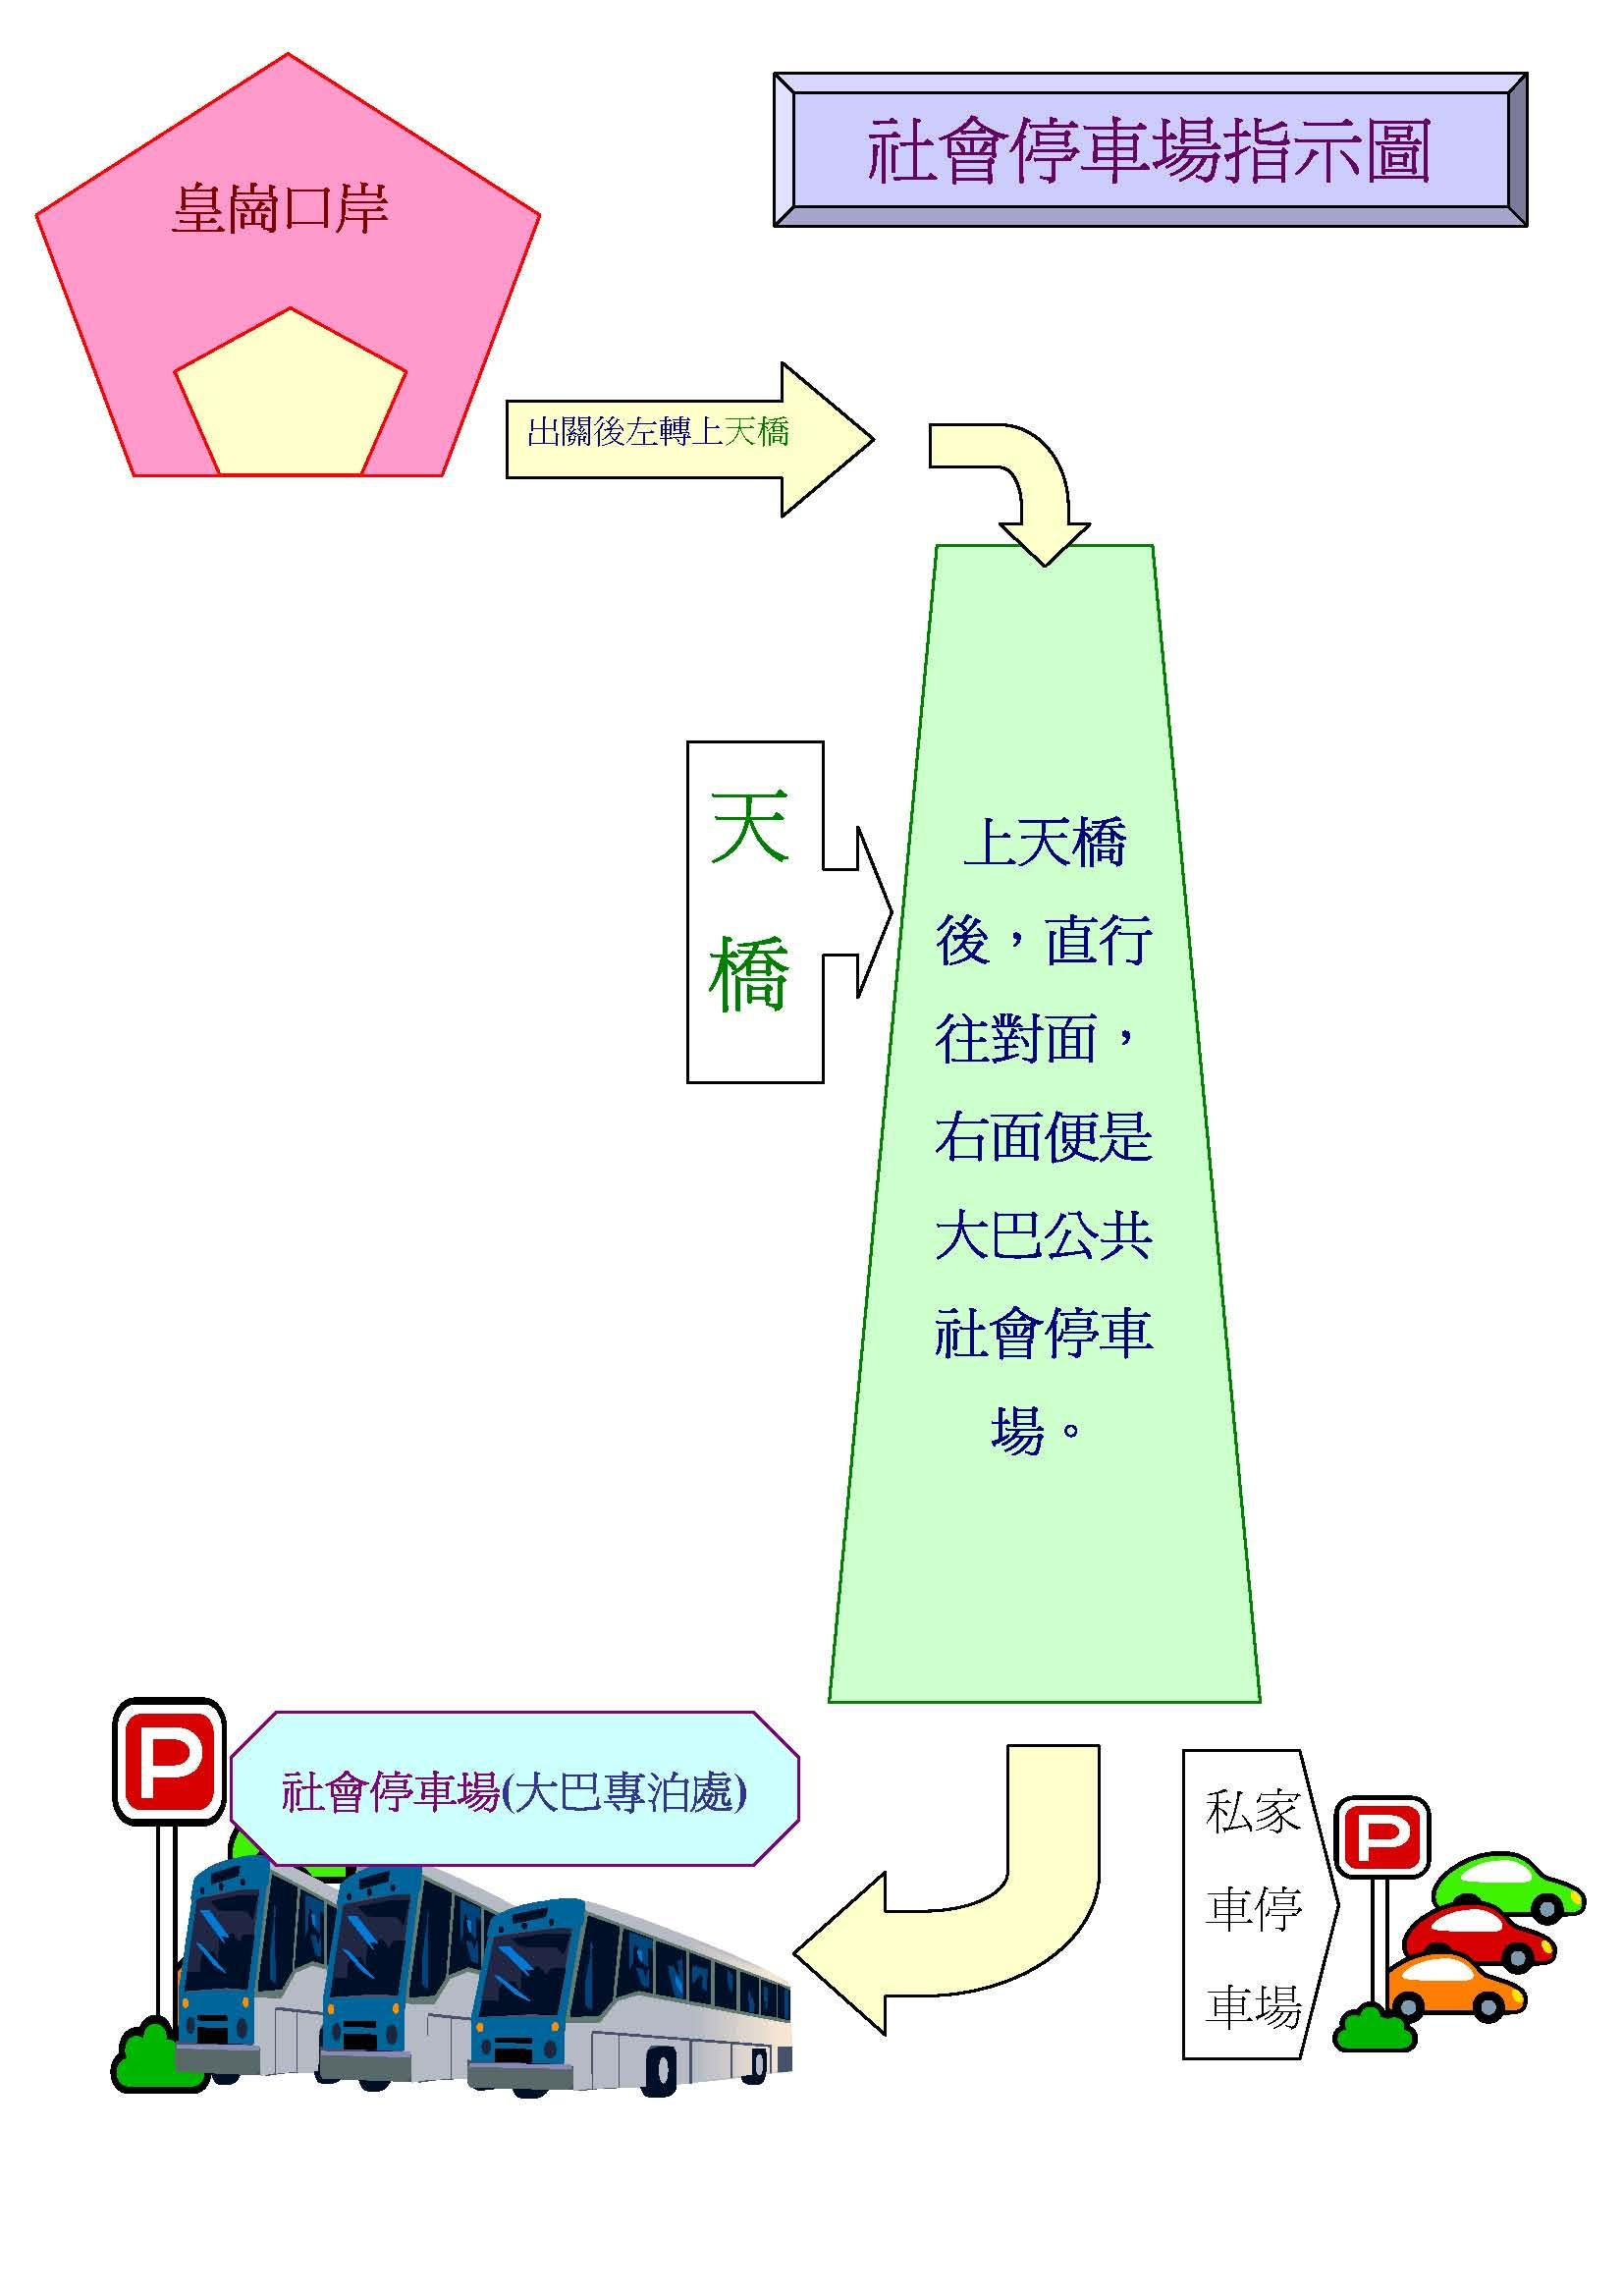 社會停車場指示圖
皇崗口岸
出關後左轉上天橋
天
橋
上天橋
後，直行
往對面，
右面便是
大巴公共
社會停車
場。
P
社會停車場(大巴專泊處)
私家
車停
車場
P